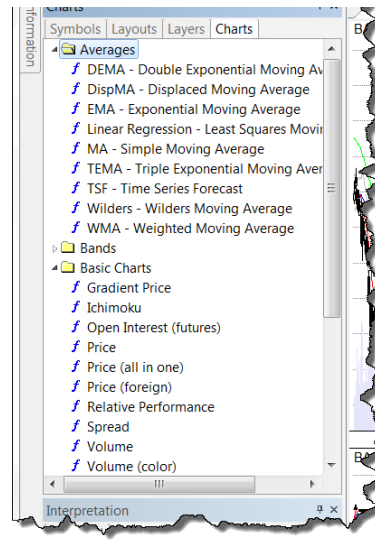 Charts
Information
Symbols Layouts Layers Charts
Averages
f DEMA - Double Exponential Moving Av
f DispMA - Displaced Moving Average
f EMA - Exponential Moving Average
f Linear Regression - Least Squares Movin
f MA - Simple Moving Average
f TEMA - Triple Exponential Moving Aver
f TSF - Time Series Forecast
f Wilders - Wilders Moving Average
f WMA - Weighted Moving Average
Bands
Basic Charts
f Gradient Price
f Ichimoku
f Open Interest (futures)
f Price
f Price (all in one)
f Price (foreign)
f Relative Performance
f Spread
f Volume
f Volume (color)
Interpretation